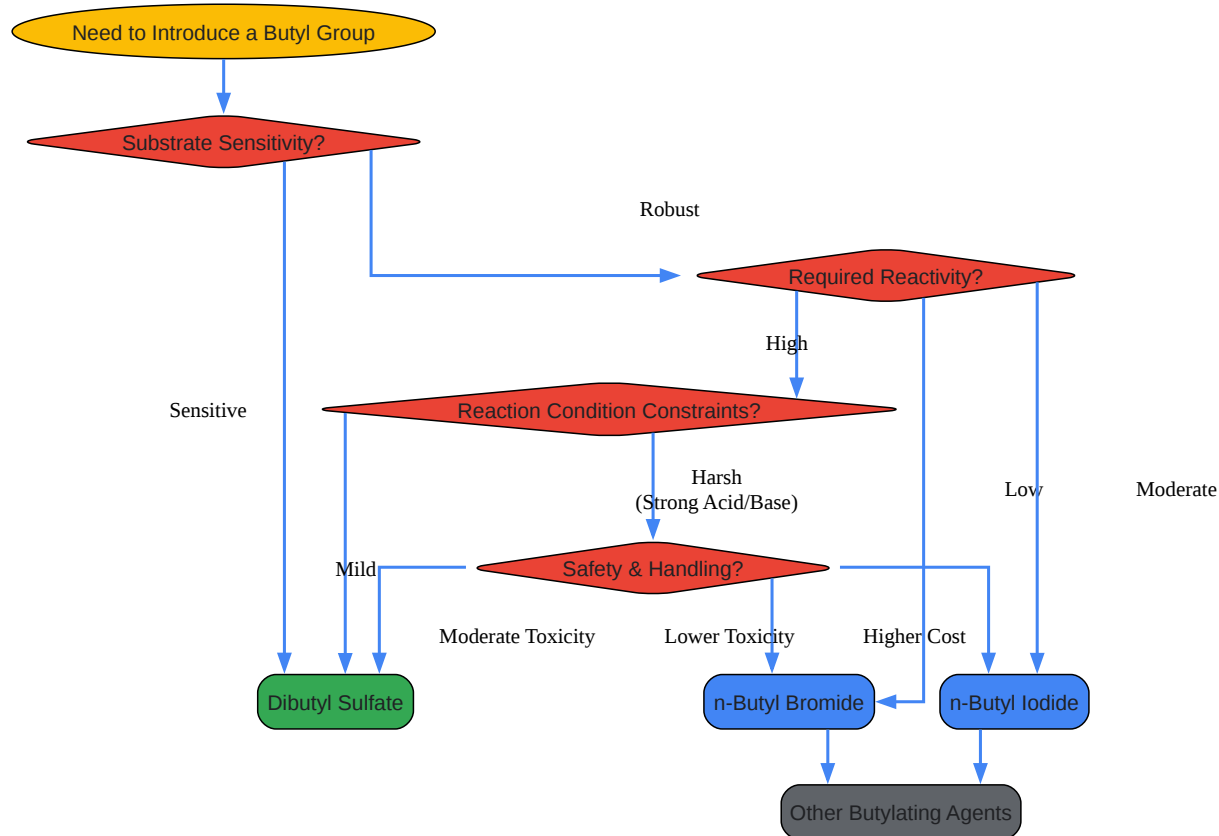 Need to Introduce a Butyl Group
Substrate Sensitivity?
Robust
Required Reactivity?
High
Sensitive
Reaction Condition Constraints?
Harsh
(Strong Acid/Base)
Low
Moderate
Mild
Safety & Handling?
Moderate Toxicity
Lower Toxicity
Higher Cost
Dibutyl Sulfate
n-Butyl Bromide
n-Butyl Iodide
Other Butylating Agents